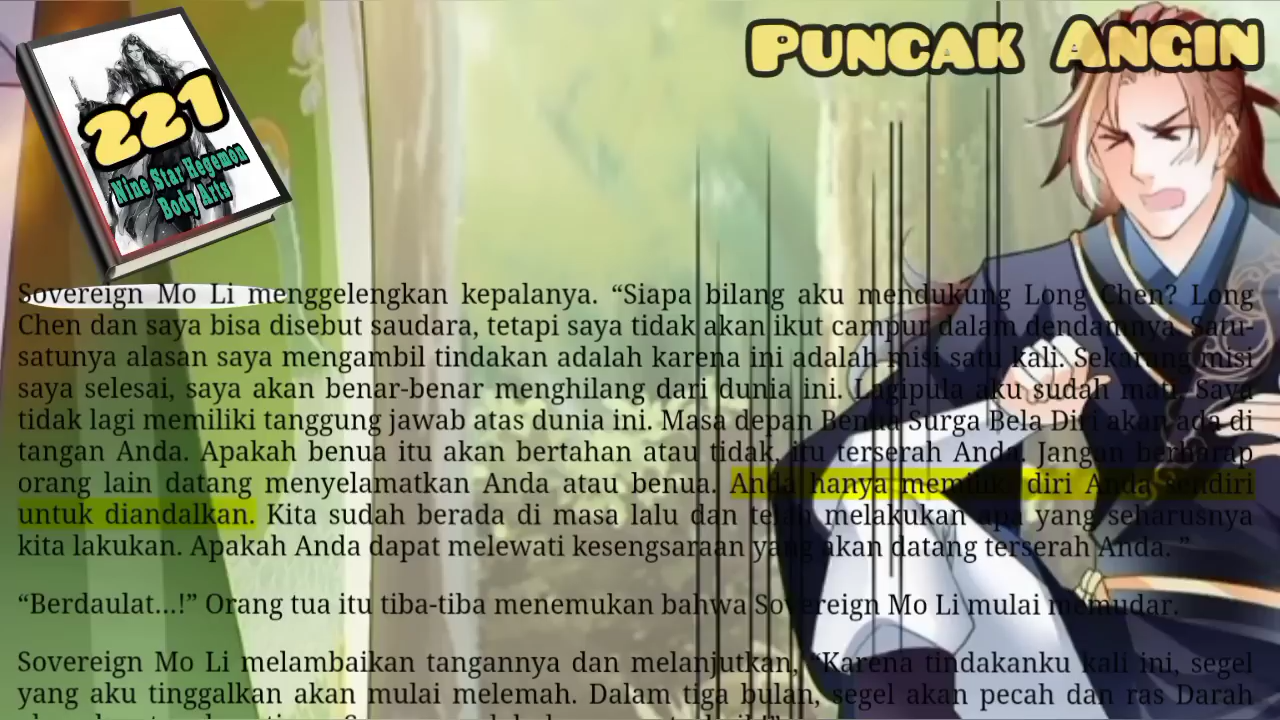 PUNCAK ANGIN
221
Nine Star Hegemon
Body Arts
Sovereign Mo Li menggelengkan kepalanya. “Siapa bilang aku mendukung Long Chen? Long
Chen dan saya bisa disebut saudara, tetapi saya tidak akan ikut campur dalam dendamnya. Satu-
satunya alasan saya mengambil tindakan adalah karena ini adalah misi satu kali. Sekarang misi
saya selesai, saya akan benar-benar menghilang dari dunia ini. Lagipula aku sudah mati. Saya
tidak lagi memiliki tanggung jawab atas dunia ini. Masa depan Benua Surga Bela Diri akan ada di
tangan Anda. Apakah benua itu akan bertahan atau tidak, itu terserah Anda. Jangan berharap
orang lain datang menyelamatkan Anda atau benua. Anda hanya memiliki diri Anda sendiri
untuk diandalkan. Kita sudah berada di masa lalu dan telah melakukan apa yang seharusnya
kita lakukan. Apakah Anda dapat melewati kesengsaraan yang akan datang terserah Anda. ”
“Berdaulat…!” Orang tua itu tiba-tiba menemukan bahwa Sovereign Mo Li mulai memudar.
Sovereign Mo Li melambaikan tangannya dan melanjutkan, “Karena tindakanku kali ini, segel
yang aku tinggalkan akan mulai melemah. Dalam tiga bulan, segel akan pecah dan ras Darah